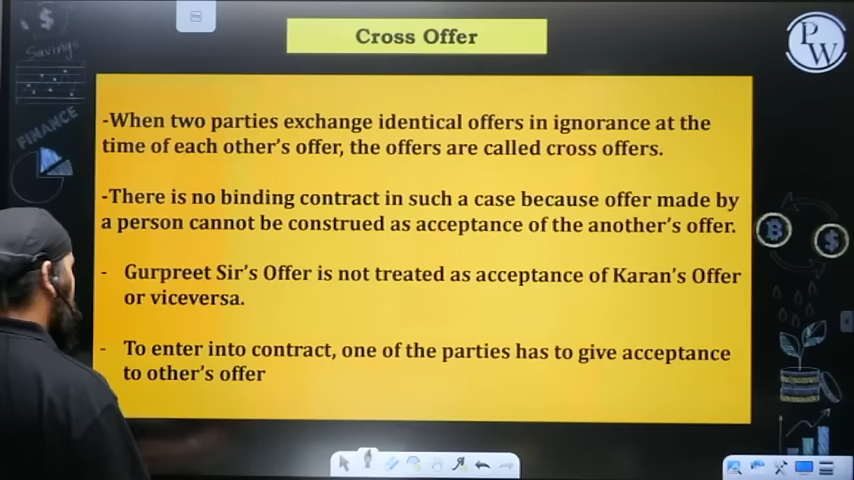 Cross Offer
P
W
Savings
FINANCE
-When two parties exchange identical offers in ignorance at the
time of each other's offer, the offers are called cross offers.
-There is no binding contract in such a case because offer made by
a person cannot be construed as acceptance of the another's offer.
- Gurpreet Sir's Offer is not treated as acceptance of Karan's Offer
or viceversa.
- To enter into contract, one of the parties has to give acceptance
to other's offer